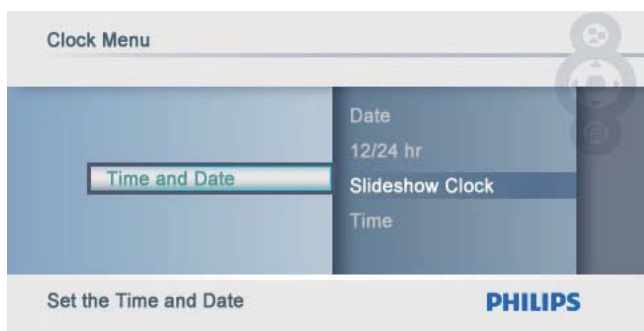 Clock Menu
Time and Date
Date
12/24 hr
Slideshow Clock
Time
Set the Time and Date
PHILIPS